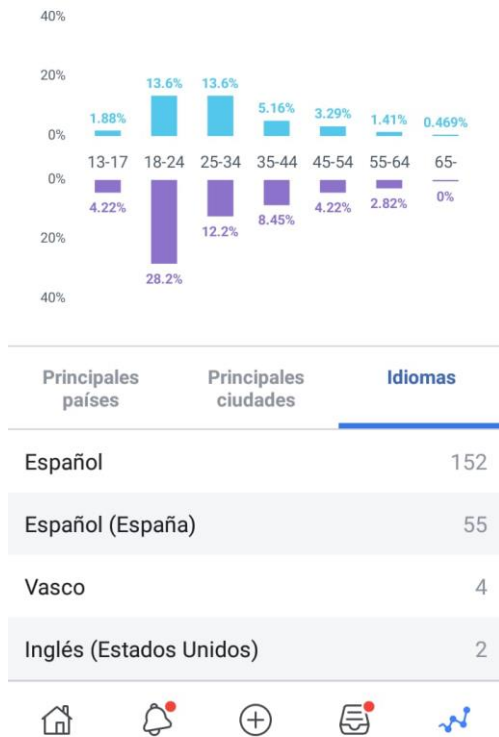 40%
20%
13.6% 13.6%
1.88% 5.16% 3.29% 1.41% 0.469%
0%
13-17 18-24 25-34 35-44 45-54 55-64 65-
0%
4.22% 12.2% 8.45% 4.22% 2.82% 0%
20%
28.2%
40%
Principales países
Principales ciudades
Idiomas
Español 152
Español (España) 55
Vasco 4
Inglés (Estados Unidos) 2